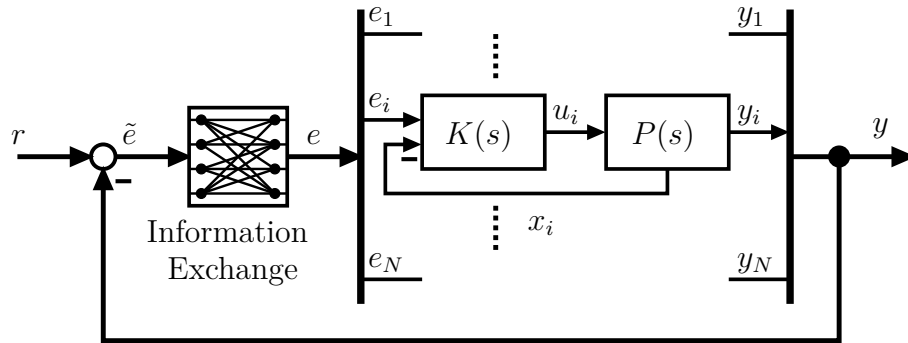 e_1
y_1
e_i
K(s)
u_i
P(s)
y_i
r
ẽ
e
y
Information
Exchange
x_i
e_N
y_N